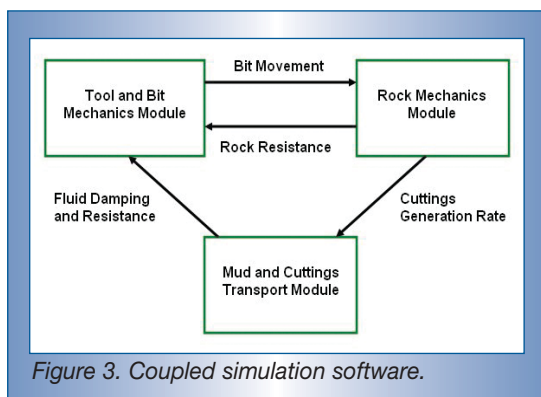 Bit Movement
Tool and Bit
Mechanics Module
Rock Mechanics
Module
Rock Resistance
Fluid Damping
and Resistance
Cuttings
Generation Rate
Mud and Cuttings
Transport Module
Figure 3. Coupled simulation software.